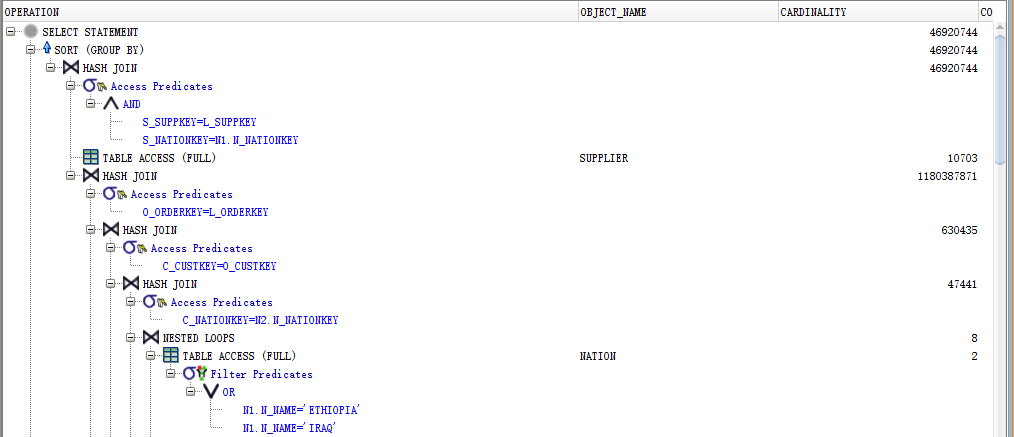 OPERATION OBJECT_NAME CARDINALITY CO
SELECT STATEMENT 46920744
SORT (GROUP BY) 46920744
HASH JOIN 46920744
Access Predicates
AND
S_SUPPKEY=L_SUPPKEY
S_NATIONKEY=N1.N_NATIONKEY
TABLE ACCESS (FULL) SUPPLIER 10703
HASH JOIN 1180387871
Access Predicates
O_ORDERKEY=L_ORDERKEY
HASH JOIN 630435
Access Predicates
C_CUSTKEY=O_CUSTKEY
HASH JOIN 47441
Access Predicates
C_NATIONKEY=N2.N_NATIONKEY
NESTED LOOPS 8
TABLE ACCESS (FULL) NATION 2
Filter Predicates
OR
N1.N_NAME='ETHIOPIA'
N1.N_NAME='IRAQ'